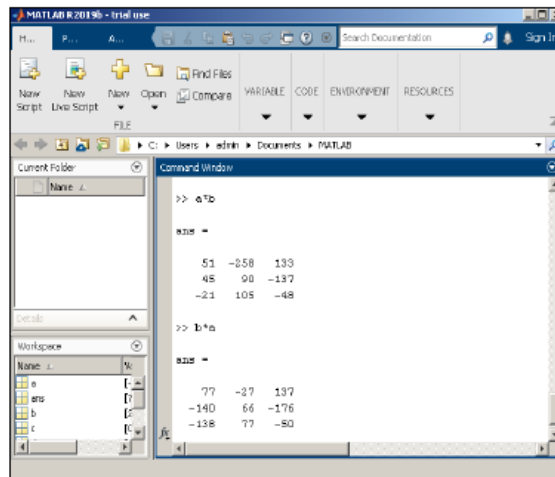 MATLAB R2019b - trial use
H... P... A... Search Documentation Sign In
New Script New Live Script New Open Find Files Compare VARIABLE CODE ENVIRONMENT RESOURCES
FILE
C: ▸ Users ▸ admin ▸ Documents ▸ MATLAB
Current Folder
Name
Details
Workspace
Name
a
ans
b
c
Command Window
>> a*b
ans =
51 -258 133
45 90 -137
-21 105 -48
>> b*a
ans =
77 -27 137
-140 66 -176
-138 77 -50
fx